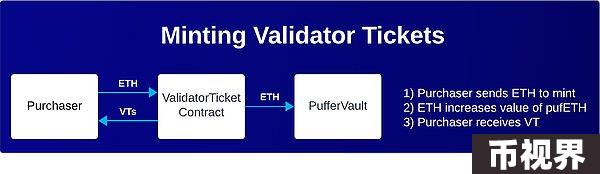 Minting Validator Tickets
Purchaser
ETH
VTs
ValidatorTicket
Contract
ETH
PufferVault
1) Purchaser sends ETH to mint
2) ETH increases value of pufETH
3) Purchaser receives VT
币视界